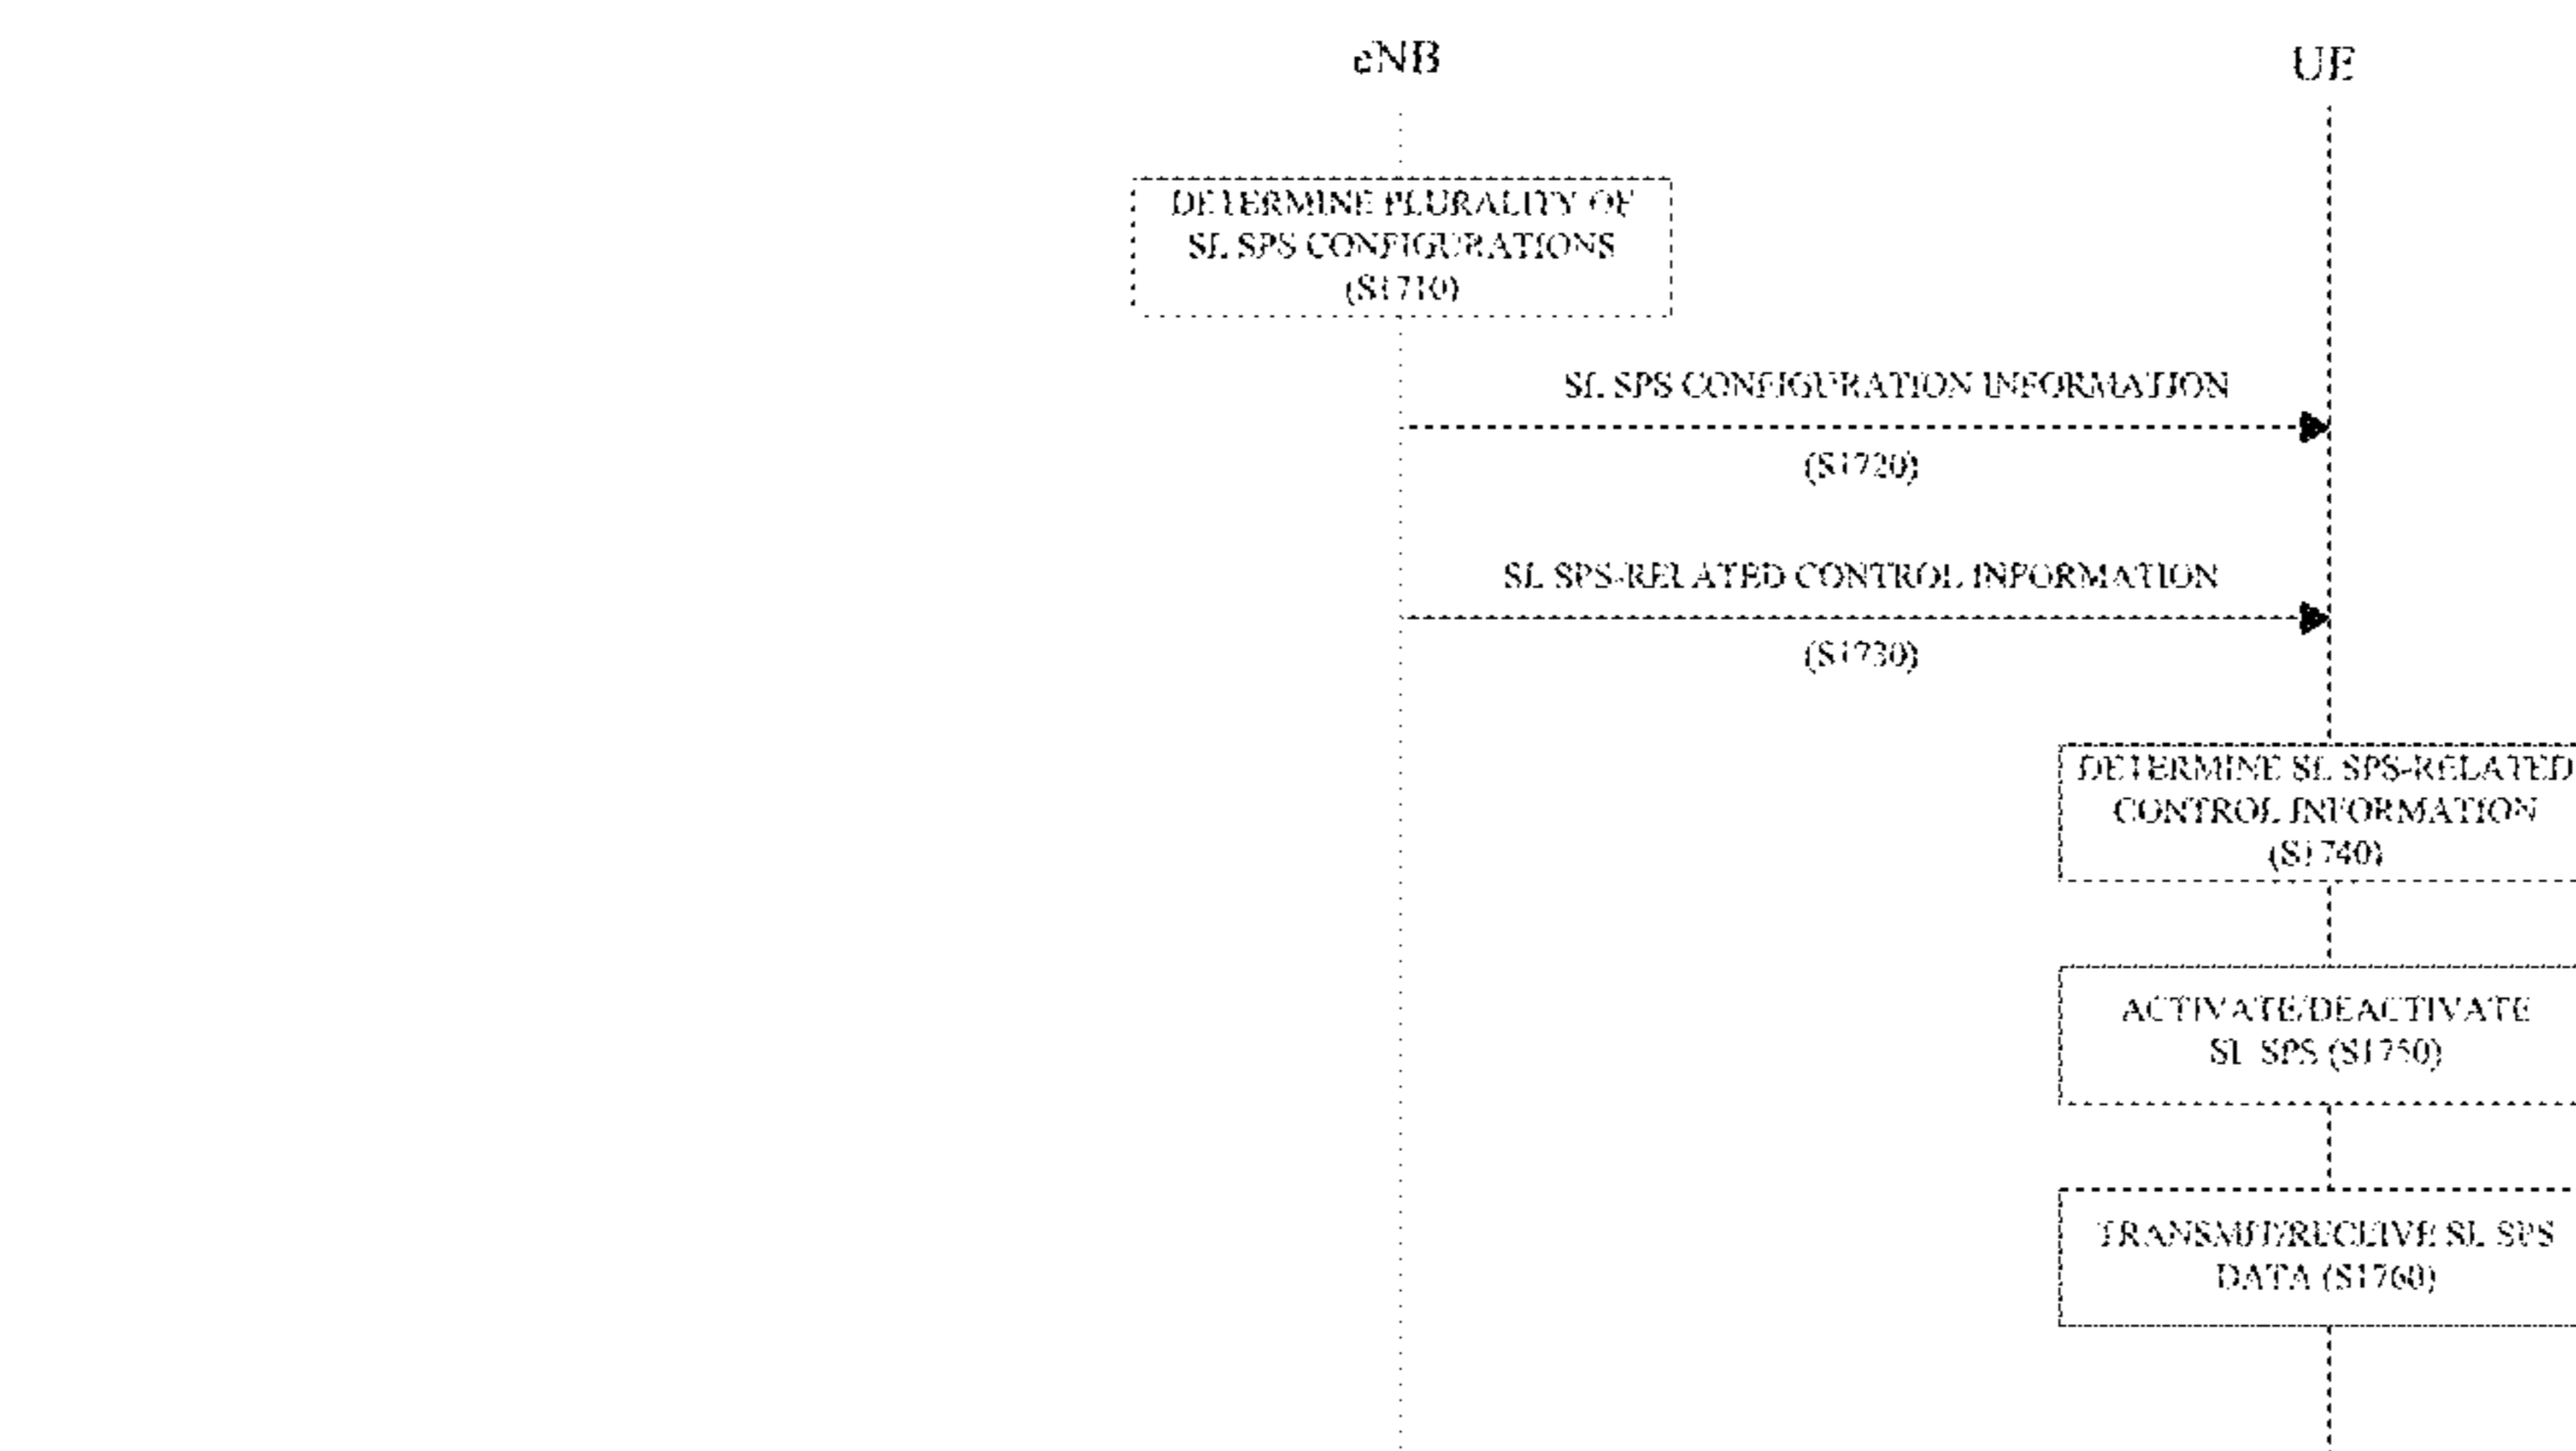 eNB
UE
DETERMINE PLURALITY OF
SL SPS CONFIGURATIONS
(S1710)
SL SPS CONFIGURATION INFORMATION
(S1720)
SL SPS-RELATED CONTROL INFORMATION
(S1730)
DETERMINE SL SPS-RELATED
CONTROL INFORMATION
(S1740)
ACTIVATE/DEACTIVATE
SL SPS (S1750)
TRANSMIT/RECEIVE SL SPS
DATA (S1760)